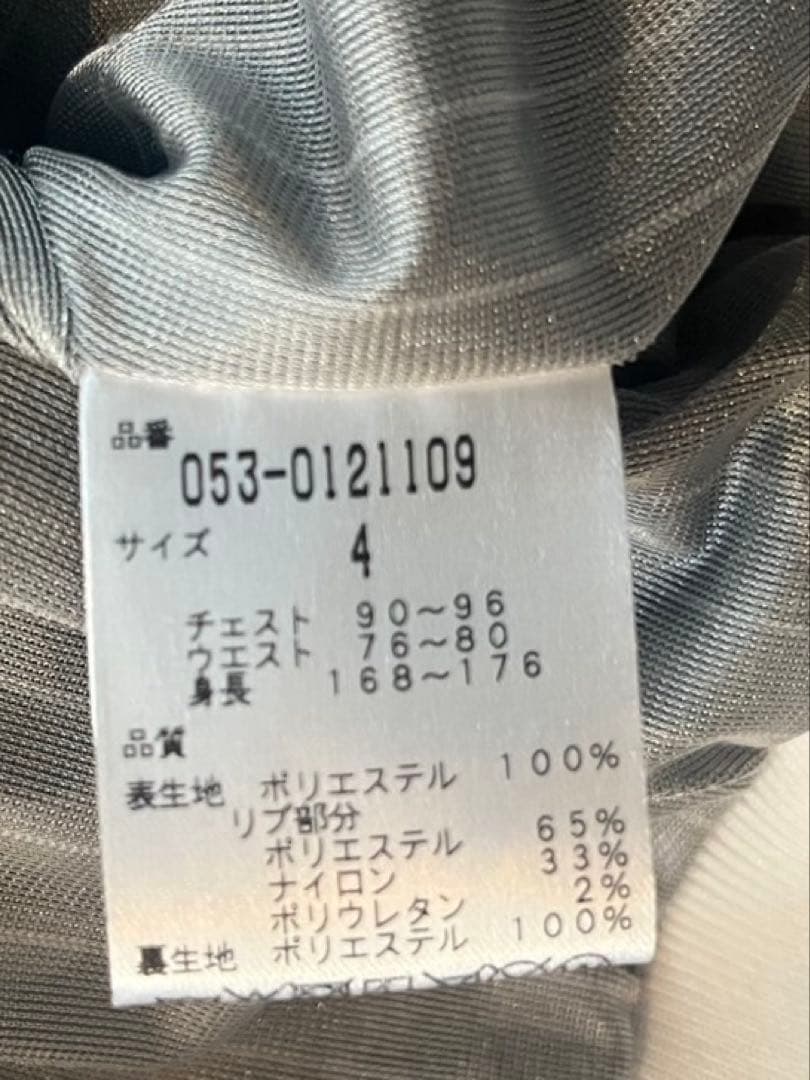 品番
053-0121109
サイズ 4
チェスト 90～96
ウエスト 76～80
身長 168～176
品質
表生地 ポリエステル 100%
リブ部分
ポリエステル 65%
ナイロン 33%
ポリウレタン 2%
裏生地 ポリエステル 100%